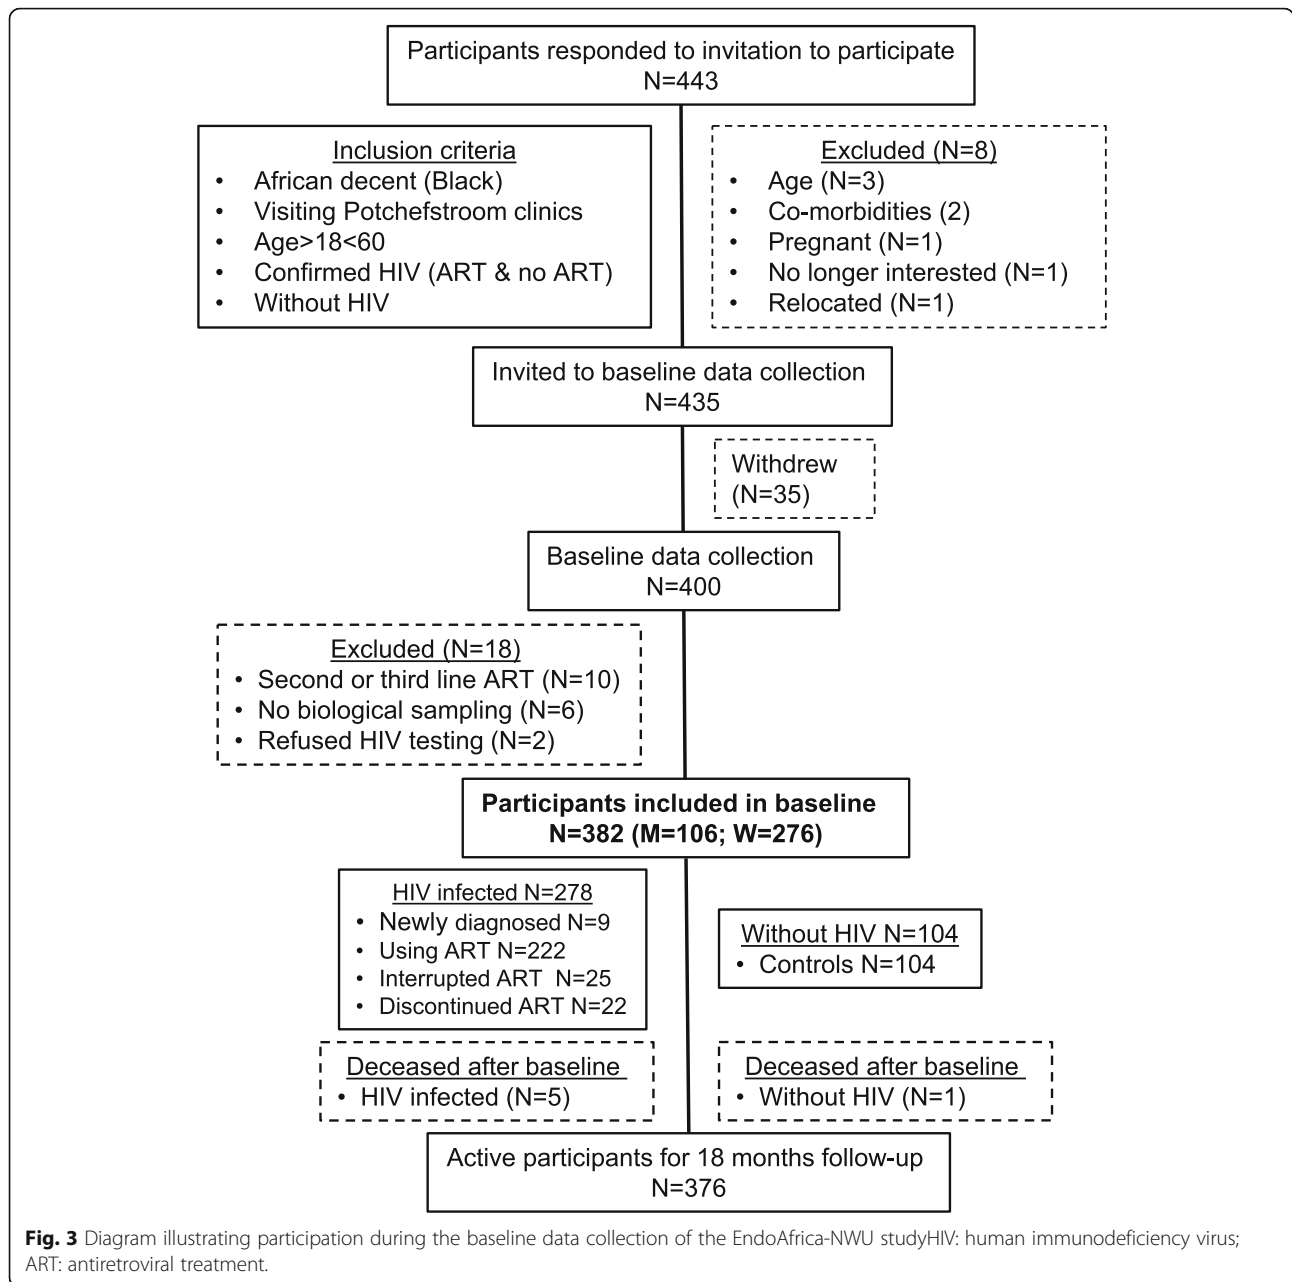 Participants responded to invitation to participate
N=443
Inclusion criteria
• African decent (Black)
• Visiting Potchefstroom clinics
• Age>18<60
• Confirmed HIV (ART & no ART)
• Without HIV
Excluded (N=8)
• Age (N=3)
• Co-morbidities (2)
• Pregnant (N=1)
• No longer interested (N=1)
• Relocated (N=1)
Invited to baseline data collection
N=435
Withdrew
(N=35)
Baseline data collection
N=400
Excluded (N=18)
• Second or third line ART (N=10)
• No biological sampling (N=6)
• Refused HIV testing (N=2)
Participants included in baseline
N=382 (M=106; W=276)
HIV infected N=278
• Newly diagnosed N=9
• Using ART N=222
• Interrupted ART N=25
• Discontinued ART N=22
Without HIV N=104
• Controls N=104
Deceased after baseline
• HIV infected (N=5)
Deceased after baseline
• Without HIV (N=1)
Active participants for 18 months follow-up
N=376
Fig. 3 Diagram illustrating participation during the baseline data collection of the EndoAfrica-NWU studyHIV: human immunodeficiency virus;
ART: antiretroviral treatment.